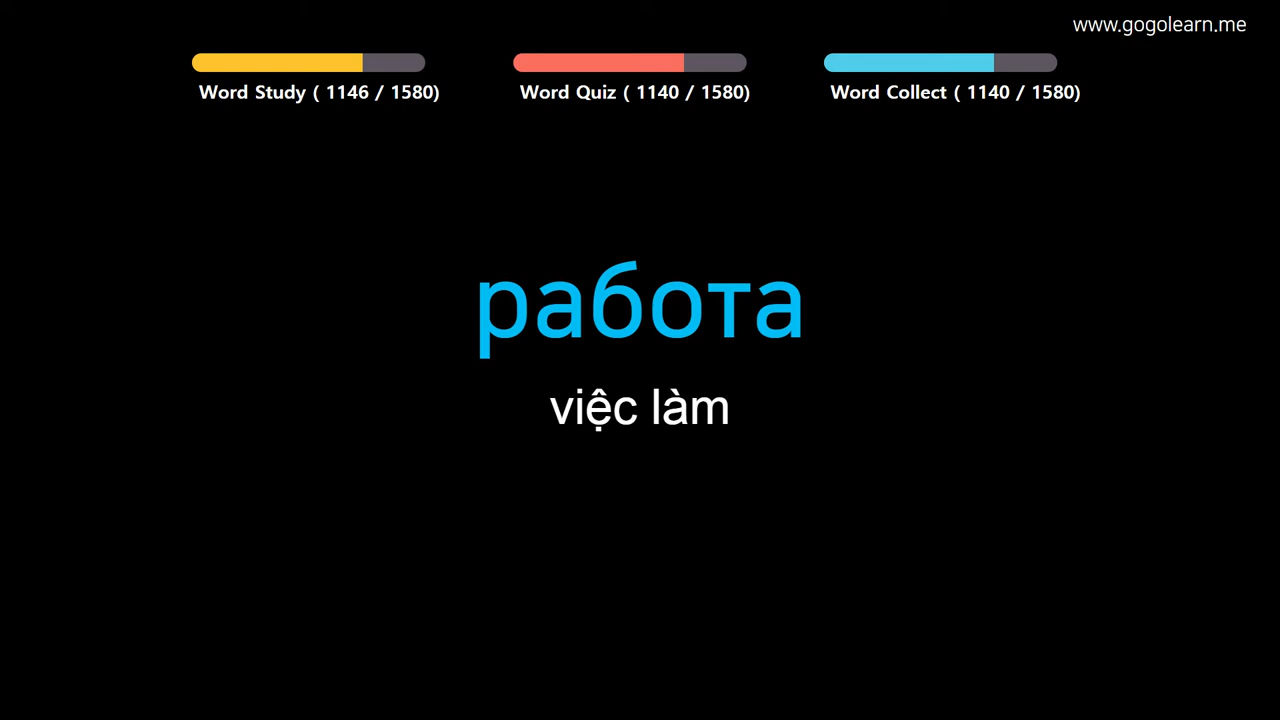 www.gogolearn.me
Word Study ( 1146 / 1580)
Word Quiz ( 1140 / 1580)
Word Collect ( 1140 / 1580)
работа
việc làm